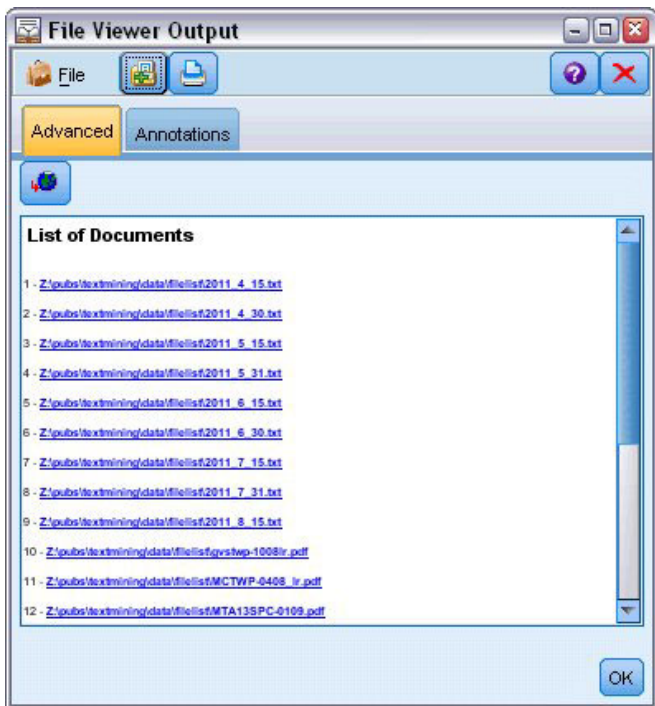 File Viewer Output
File
Advanced Annotations
List of Documents
1 - Z:\pubs\textmining\data\filelist\2011_4_15.txt
2 - Z:\pubs\textmining\data\filelist\2011_4_30.txt
3 - Z:\pubs\textmining\data\filelist\2011_5_15.txt
4 - Z:\pubs\textmining\data\filelist\2011_5_31.txt
5 - Z:\pubs\textmining\data\filelist\2011_6_15.txt
6 - Z:\pubs\textmining\data\filelist\2011_6_30.txt
7 - Z:\pubs\textmining\data\filelist\2011_7_15.txt
8 - Z:\pubs\textmining\data\filelist\2011_7_31.txt
9 - Z:\pubs\textmining\data\filelist\2011_8_15.txt
10 - Z:\pubs\textmining\data\filelist\gvstwp-1008lr.pdf
11 - Z:\pubs\textmining\data\filelist\MCTWP-0408_lr.pdf
12 - Z:\pubs\textmining\data\filelist\MTA13SPC-0109.pdf
OK